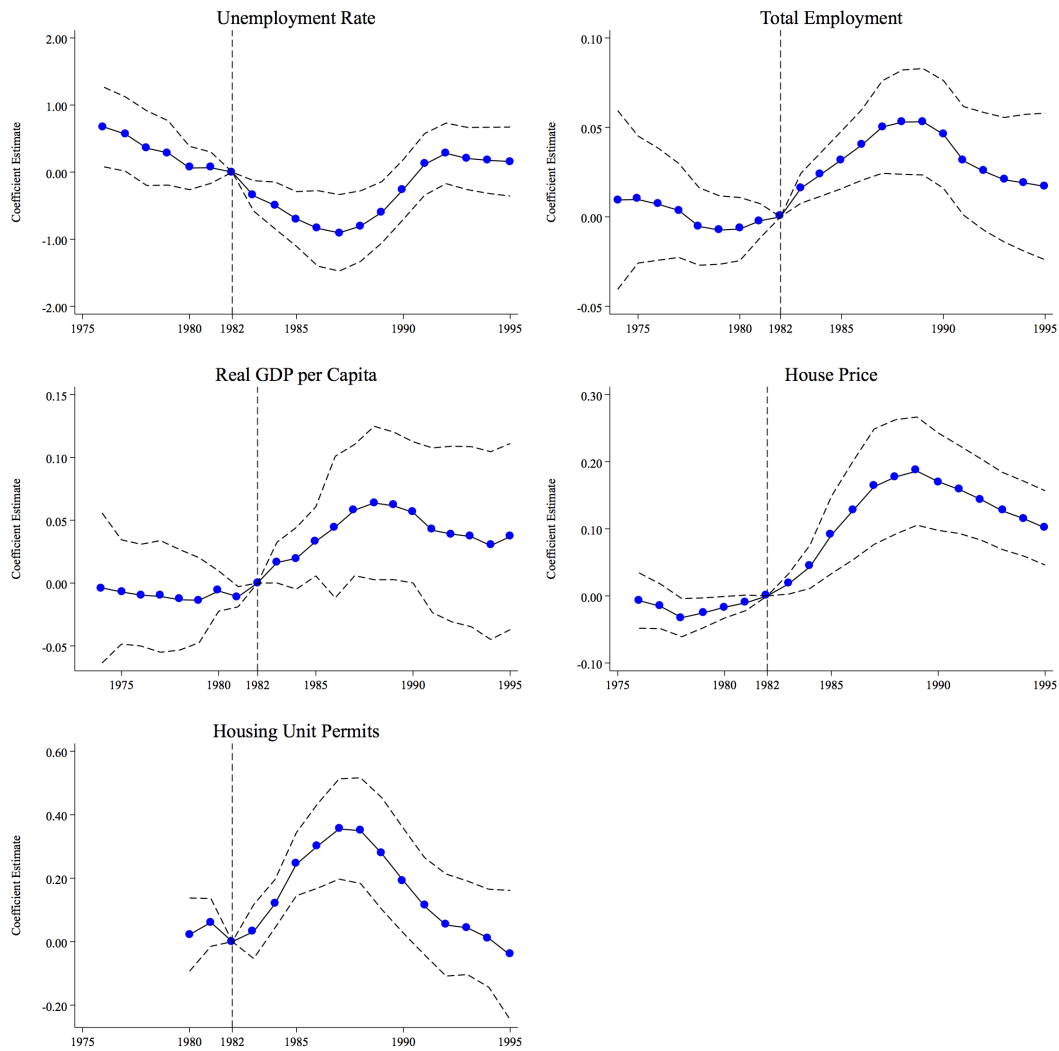 Unemployment Rate
Coefficient Estimate
2.00
1.00
0.00
-1.00
-2.00
1975 1980 1982 1985 1990 1995
Total Employment
Coefficient Estimate
0.10
0.05
0.00
-0.05
1975 1980 1982 1985 1990 1995
Real GDP per Capita
Coefficient Estimate
0.15
0.10
0.05
0.00
-0.05
1975 1980 1982 1985 1990 1995
House Price
Coefficient Estimate
0.30
0.20
0.10
0.00
-0.10
1975 1980 1982 1985 1990 1995
Housing Unit Permits
Coefficient Estimate
0.60
0.40
0.20
0.00
-0.20
1975 1980 1982 1985 1990 1995